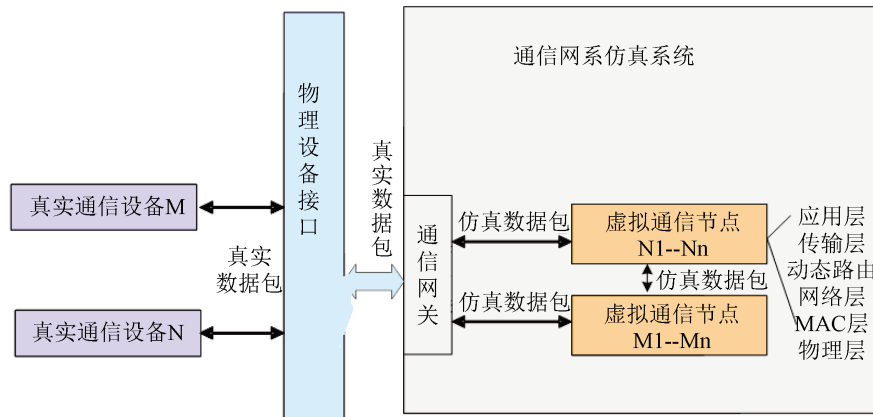 通信网系仿真系统
物理设备接口
真实数据包
真实通信设备M
真实
数据包
真实通信设备N
通信网关
仿真数据包
虚拟通信节点
N1--Nn
仿真数据包
仿真数据包
虚拟通信节点
M1--Mn
应用层
传输层
动态路由
网络层
MAC层
物理层